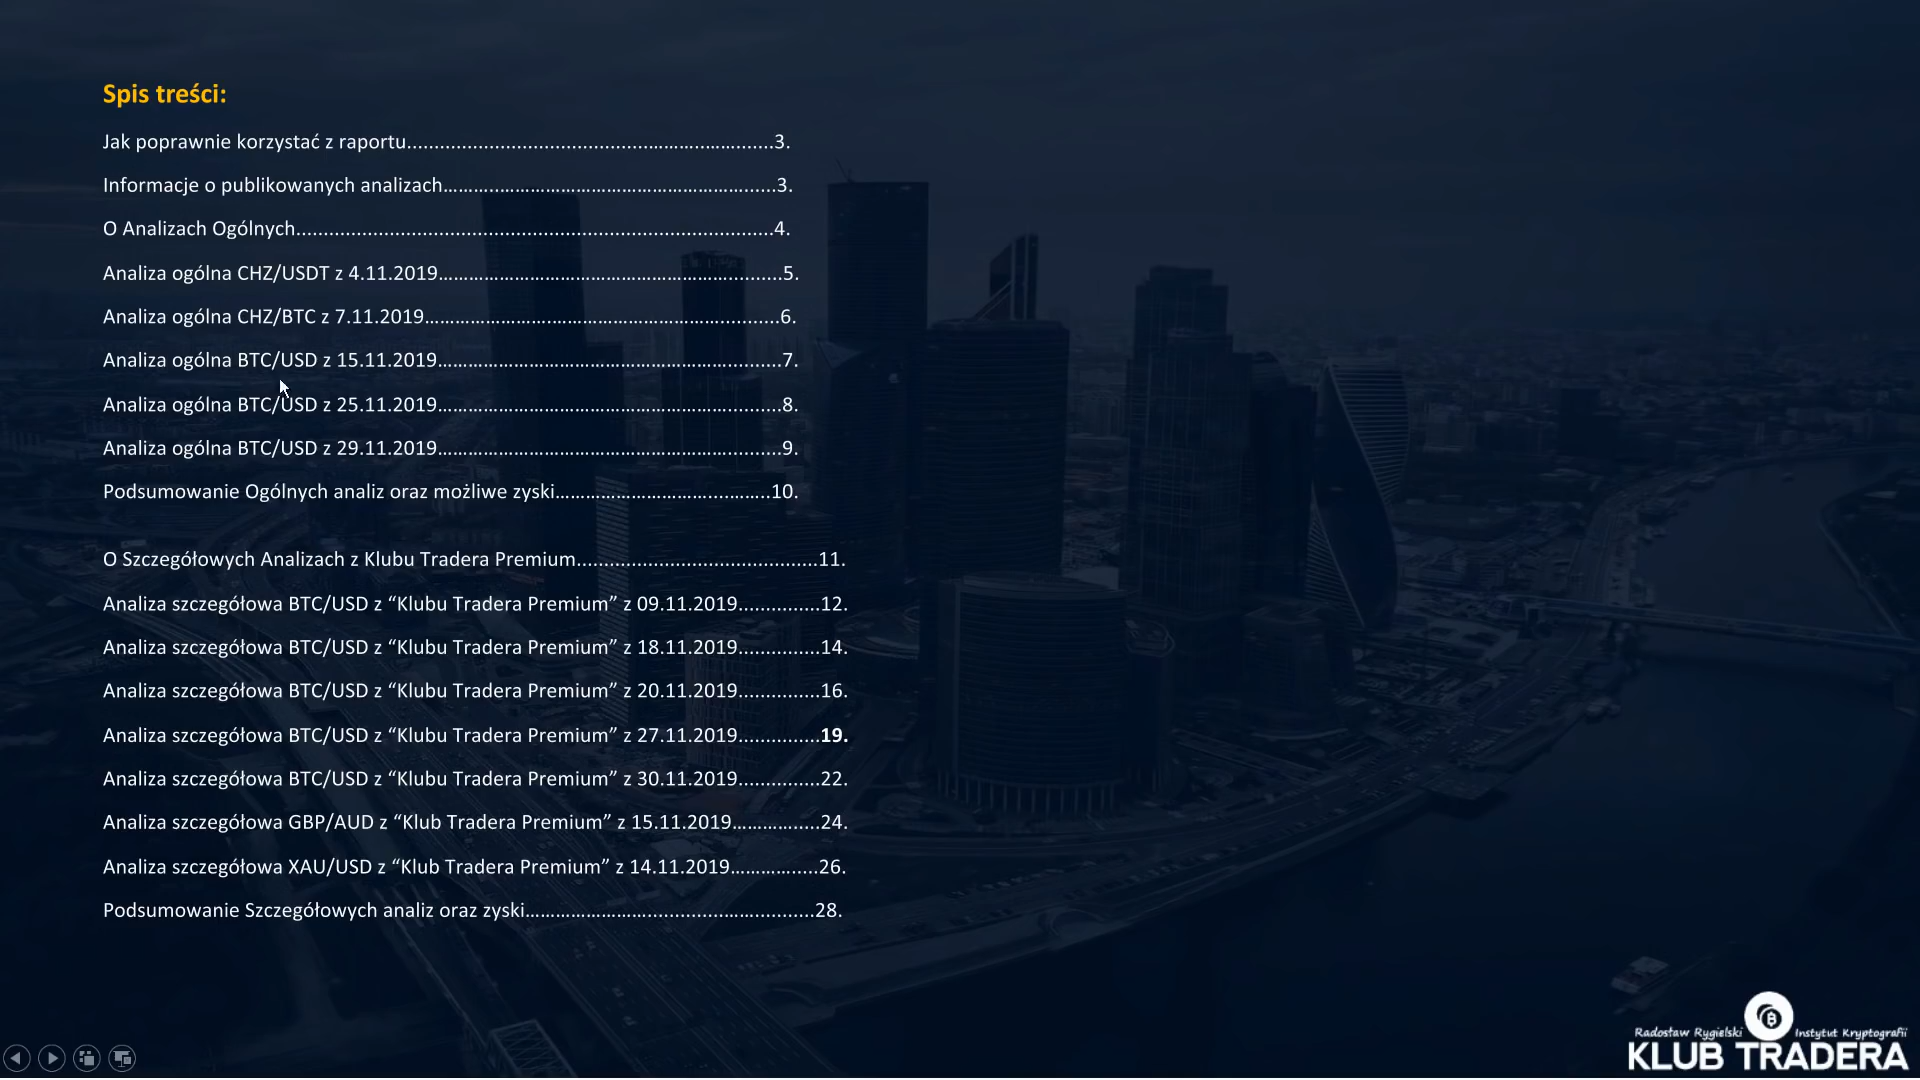 Spis treści:
Jak poprawnie korzystać z raportu..........................................................................3.
Informacje o publikowanych analizach……………………………………………………......3.
O Analizach Ogólnych.......................................................................................4.
Analiza ogólna CHZ/USDT z 4.11.2019……………………………………………….......5.
Analiza ogólna CHZ/BTC z 7.11.2019…………………………………………………........6.
Analiza ogólna BTC/USD z 15.11.2019………………………………………………........7.
Analiza ogólna BTC/USD z 25.11.2019………………………………………………........8.
Analiza ogólna BTC/USD z 29.11.2019………………………………………………........9.
Podsumowanie Ogólnych analiz oraz możliwe zyski………………………....……..10.
O Szczegółowych Analizach z Klubu Tradera Premium............................................11.
Analiza szczegółowa BTC/USD z “Klubu Tradera Premium” z 09.11.2019...............12.
Analiza szczegółowa BTC/USD z “Klubu Tradera Premium” z 18.11.2019...............14.
Analiza szczegółowa BTC/USD z “Klubu Tradera Premium” z 20.11.2019...............16.
Analiza szczegółowa BTC/USD z “Klubu Tradera Premium” z 27.11.2019...............19.
Analiza szczegółowa BTC/USD z “Klubu Tradera Premium” z 30.11.2019...............22.
Analiza szczegółowa GBP/AUD z “Klub Tradera Premium” z 15.11.2019………….....24.
Analiza szczegółowa XAU/USD z “Klub Tradera Premium” z 14.11.2019………….....26.
Podsumowanie Szczegółowych analiz oraz zyski…………………..............……...........28.
Radosław Rygielski Instytut Kryptografii
KLUB TRADERA